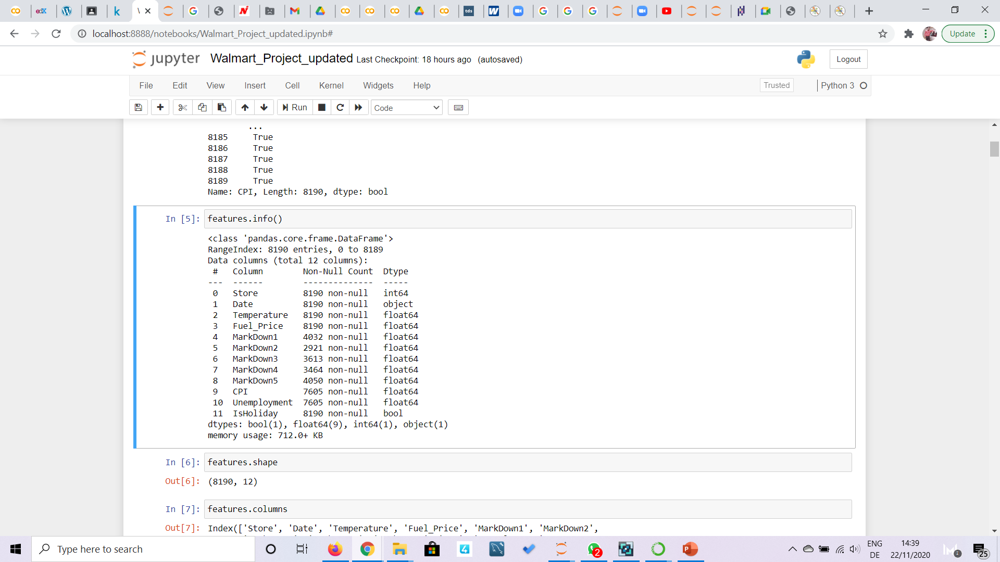 edX
k
\
tds
localhost:8888/notebooks/Walmart_Project_updated.ipynb#
Update
jupyter Walmart_Project_updated Last Checkpoint: 18 hours ago (autosaved)
Logout
File Edit View Insert Cell Kernel Widgets Help
Trusted Python 3
Run Code
...
8185 True
8186 True
8187 True
8188 True
8189 True
Name: CPI, Length: 8190, dtype: bool
In [5]: features.info()
<class 'pandas.core.frame.DataFrame'>
RangeIndex: 8190 entries, 0 to 8189
Data columns (total 12 columns):
# Column Non-Null Count Dtype
--- ------ -------------- -----
0 Store 8190 non-null int64
1 Date 8190 non-null object
2 Temperature 8190 non-null float64
3 Fuel_Price 8190 non-null float64
4 MarkDown1 4032 non-null float64
5 MarkDown2 2921 non-null float64
6 MarkDown3 3613 non-null float64
7 MarkDown4 3464 non-null float64
8 MarkDown5 4050 non-null float64
9 CPI 7605 non-null float64
10 Unemployment 7605 non-null float64
11 IsHoliday 8190 non-null bool
dtypes: bool(1), float64(9), int64(1), object(1)
memory usage: 712.0+ KB
In [6]: features.shape
Out[6]: (8190, 12)
In [7]: features.columns
Out[7]: Index(['Store', 'Date', 'Temperature', 'Fuel_Price', 'MarkDown1', 'MarkDown2',
Type here to search
4
2
ENG
DE
14:39
22/11/2020
3
25